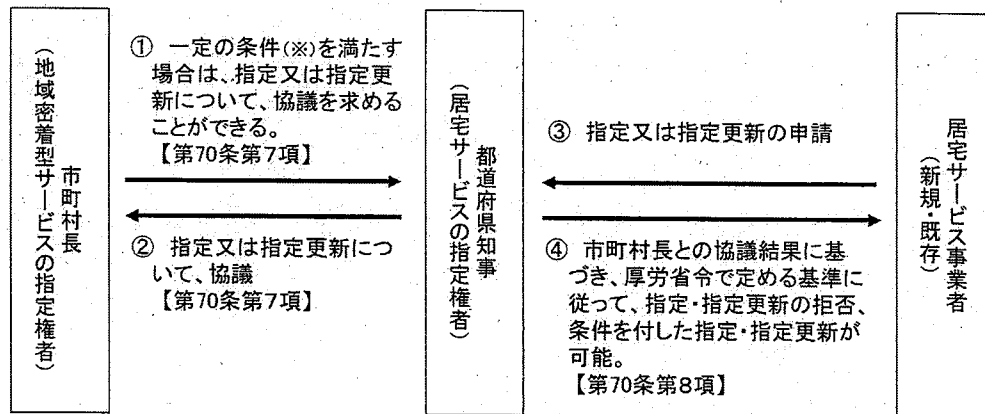 市町村長
（地域密着型サービスの指定権者）
① 一定の条件(※)を満たす
場合は、指定又は指定更
新について、協議を求める
ことができる。
【第70条第7項】
② 指定又は指定更新につ
いて、協議
【第70条第7項】
都道府県知事
（居宅サービスの指定権者）
③ 指定又は指定更新の申請
④ 市町村長との協議結果に基
づき、厚労省令で定める基準に
従って、指定・指定更新の拒否、
条件を付した指定・指定更新が
可能。
【第70条第8項】
居宅サービス事業者
（新規・既存）